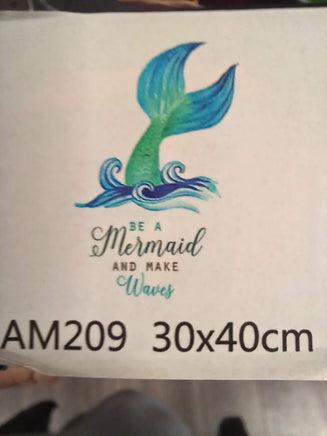 BE A
Mermaid
AND MAKE
Waves
AM209 30x40cm